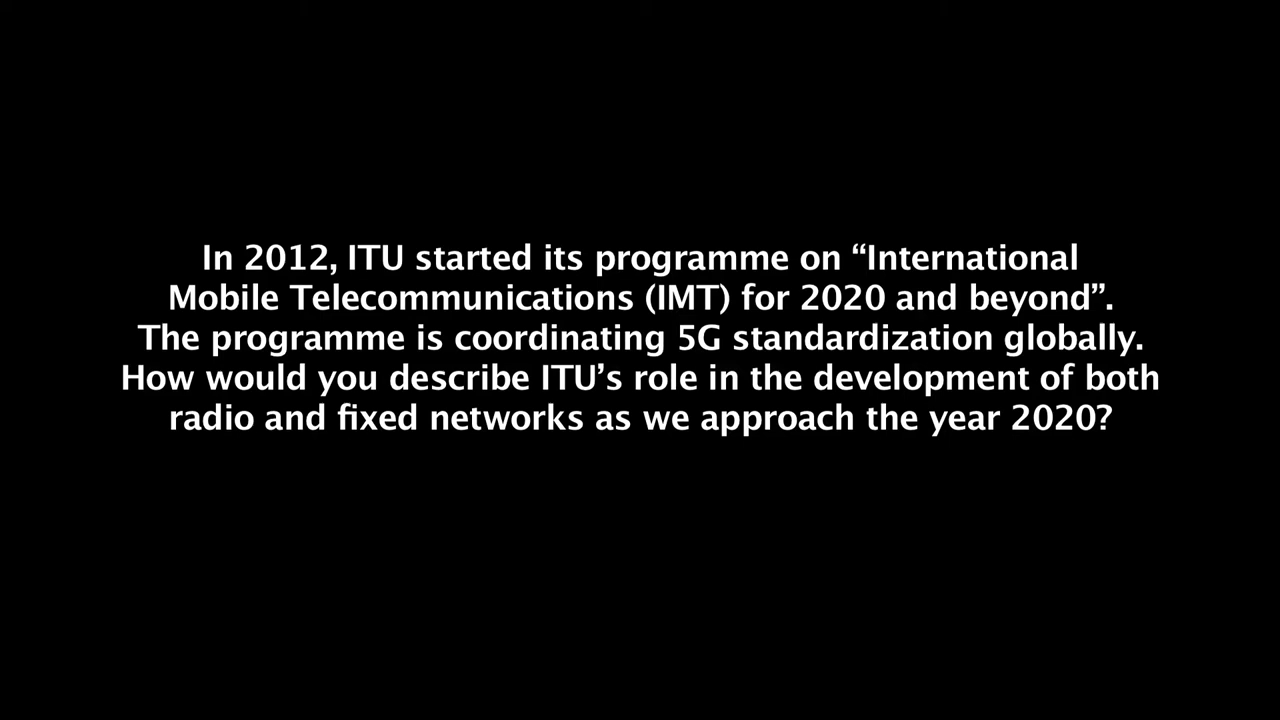 In 2012, ITU started its programme on “International
Mobile Telecommunications (IMT) for 2020 and beyond”.
The programme is coordinating 5G standardization globally.
How would you describe ITU’s role in the development of both
radio and fixed networks as we approach the year 2020?